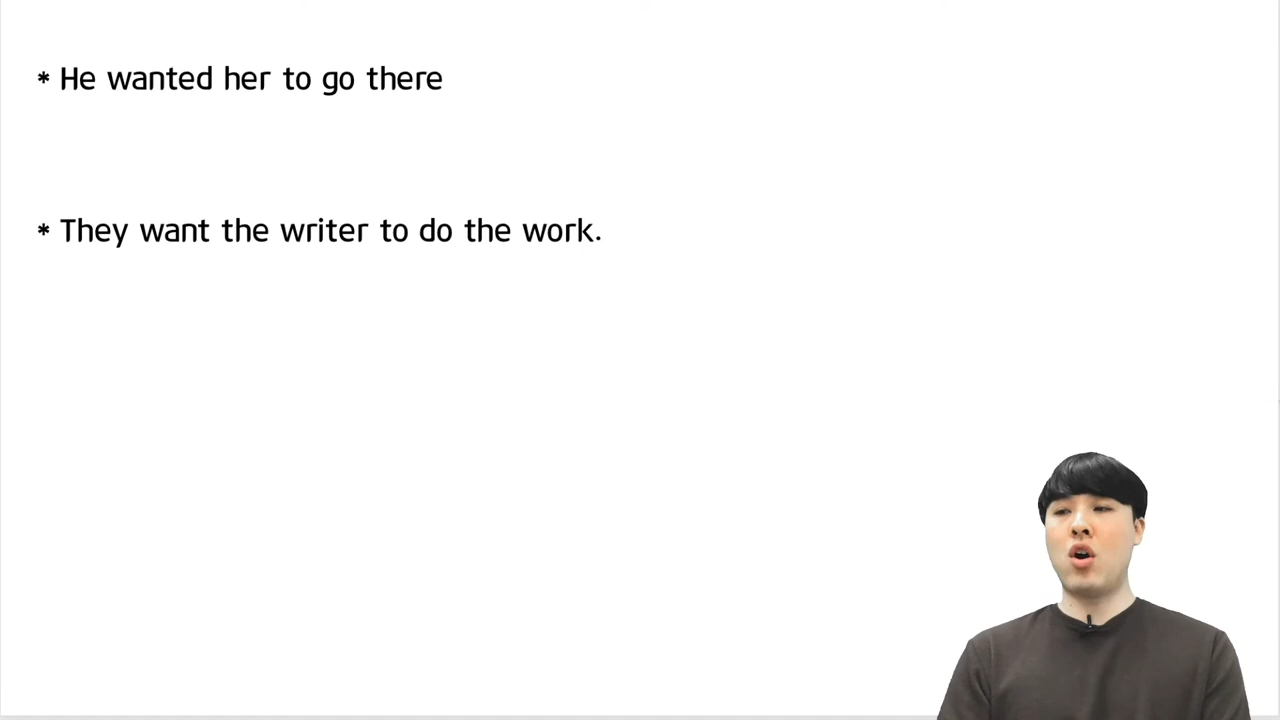 * He wanted her to go there
* They want the writer to do the work.